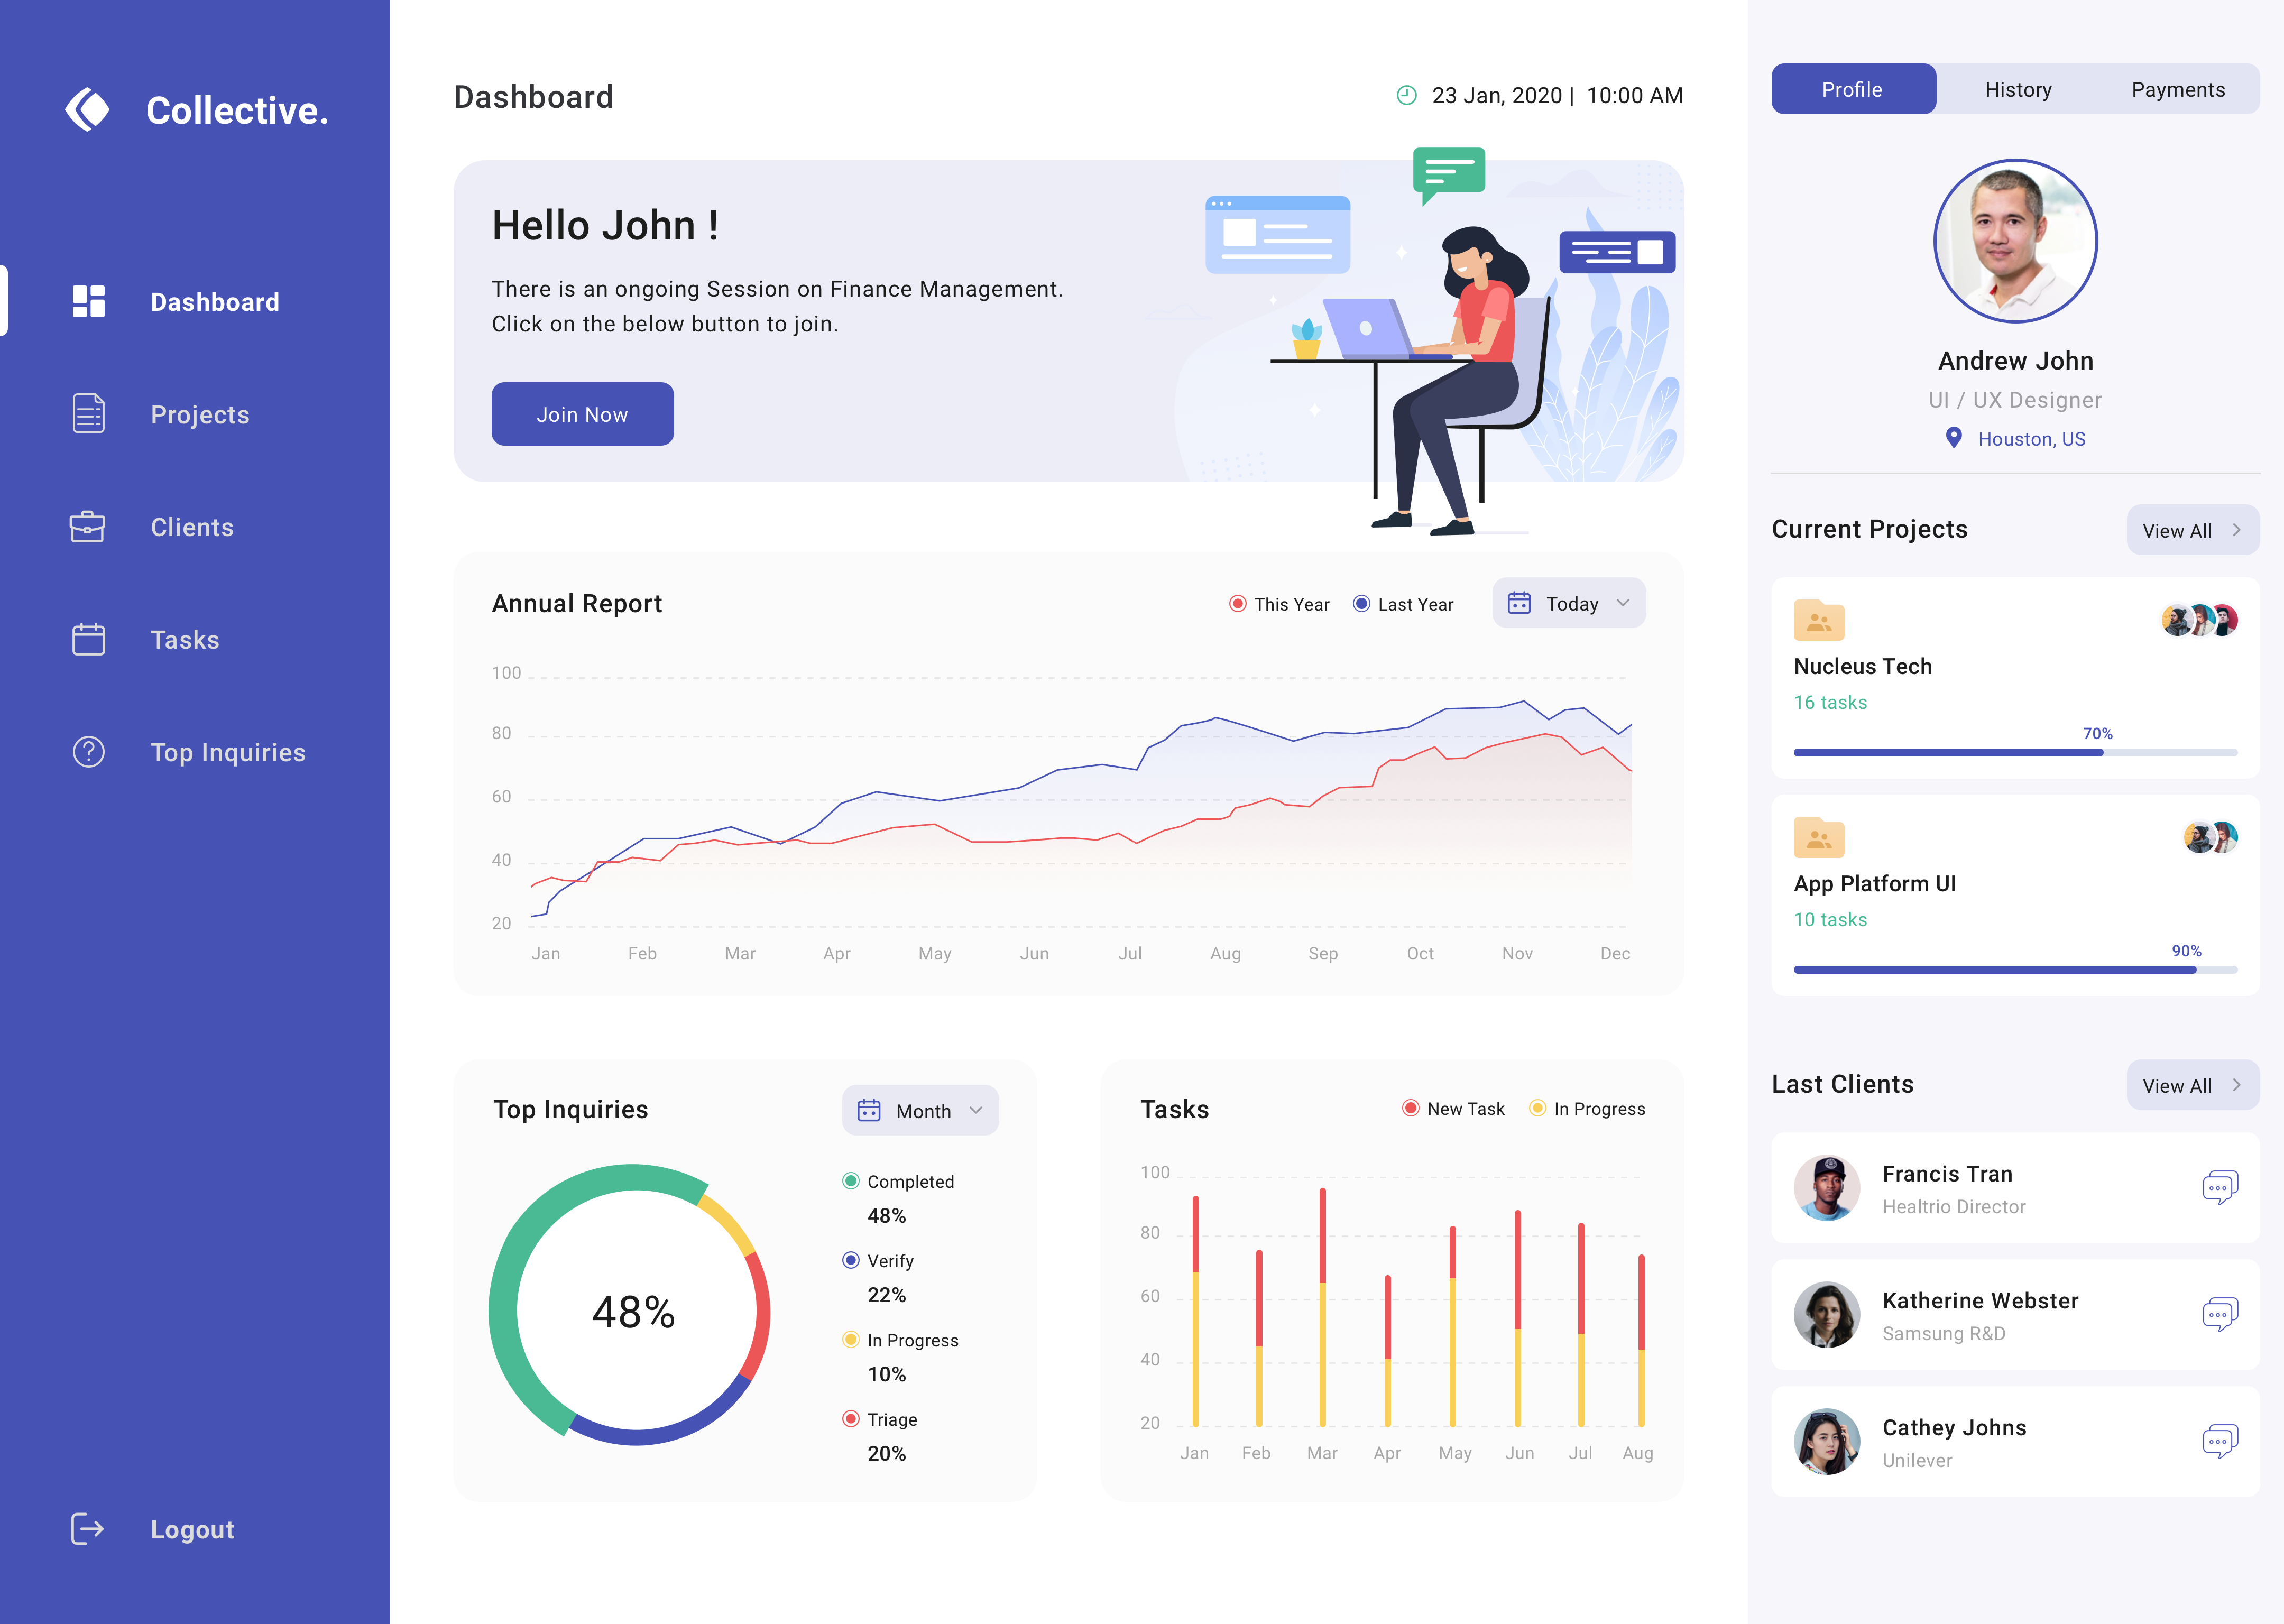 Collective.
Dashboard
Projects
Clients
Tasks
Top Inquiries
Logout
Dashboard
23 Jan, 2020 | 10:00 AM
Hello John !
There is an ongoing Session on Finance Management.
Click on the below button to join.
Join Now
Annual Report
This Year
Last Year
Today
100
80
60
40
20
Jan Feb Mar Apr May Jun Jul Aug Sep Oct Nov Dec
Top Inquiries
Month
48%
Completed
48%
Verify
22%
In Progress
10%
Triage
20%
Tasks
New Task
In Progress
100
80
60
40
20
Jan Feb Mar Apr May Jun Jul Aug
Profile
History
Payments
Andrew John
UI / UX Designer
Houston, US
Current Projects
View All
Nucleus Tech
16 tasks
70%
App Platform UI
10 tasks
90%
Last Clients
View All
Francis Tran
Healtrio Director
Katherine Webster
Samsung R&D
Cathey Johns
Unilever